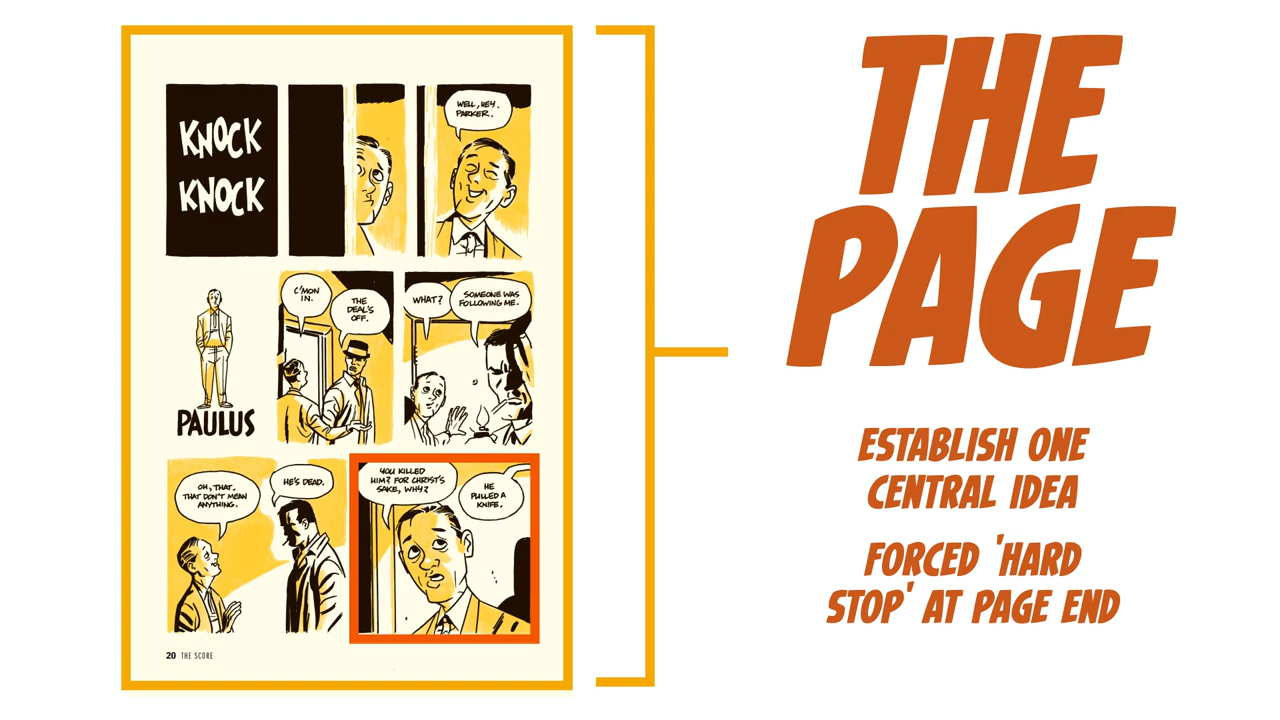 KNOCK
KNOCK
WELL, HEY.
PARKER.
PAULUS
C'MON
IN.
THE
DEAL'S
OFF.
WHAT?
SOMEONE WAS
FOLLOWING ME.
OH, THAT.
THAT DON'T MEAN
ANYTHING.
HE'S DEAD.
YOU KILLED
HIM? FOR CHRIST'S
SAKE, WHY?
HE
PULLED A
KNIFE.
20 THE SCORE
THE
PAGE
ESTABLISH ONE
CENTRAL IDEA
FORCED 'HARD
STOP' AT PAGE END